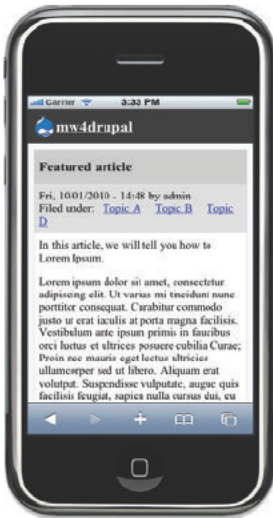 Carrier 3:33 PM
mw4drupal
Featured article
Fri, 10/01/2010 - 14:48 by admin
Filed under: Topic A Topic B Topic
D
In this article, we will tell you how to
Lorem Ipsum.
Lorem ipsum dolor sit amet, consectetur
adipiscing elit. Ut varius mi tincidunt nunc
porttitor consequat. Curabitur commodo
justo ut erat iaculis at porta magna facilisis.
Vestibulum ante ipsum primis in faucibus
orci luctus et ultrices posuere cubilia Curae;
Proin nec mauris eget lectus ultricies
ullamcorper sed ut libero. Aliquam erat
volutpat. Suspendisse vulputate, augue quis
facilisis feugiat, sapien nulla cursus dui, eu